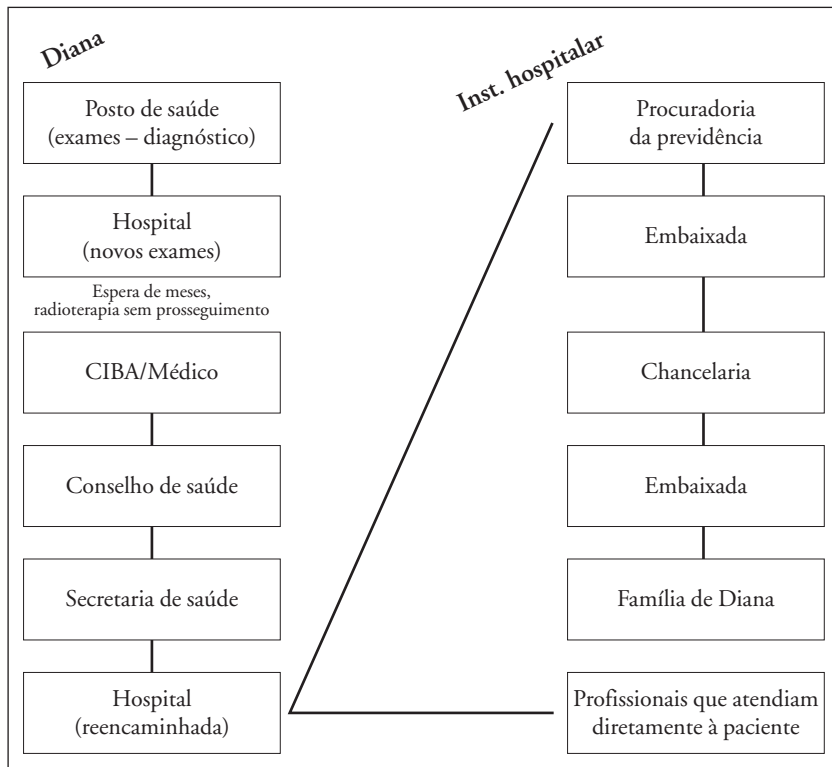 Diana
Posto de saúde
(exames – diagnóstico)
Hospital
(novos exames)
Espera de meses,
radioterapia sem prosseguimento
CIBA/Médico
Conselho de saúde
Secretaria de saúde
Hospital
(reencaminhada)
Inst. hospitalar
Procuradoria
da previdência
Embaixada
Chancelaria
Embaixada
Família de Diana
Profissionais que atendiam
diretamente à paciente